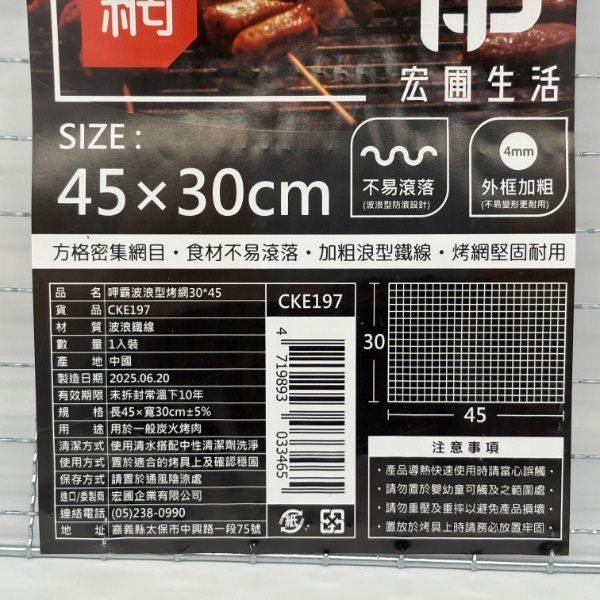 網
宏圃生活
SIZE :
45×30cm
不易滾落
(波浪型防滾設計)
4mm
外框加粗
(不易變形更耐用)
方格密集網目・食材不易滾落・加粗浪型鐵線・烤網堅固耐用
品名 呷霸波浪型烤網30*45
貨品 CKE197
材質 波浪鐵線
數量 1入裝
產地 中國
製造日期 2025.06.20
有效期限 未拆封常溫下10年
規格 長45×寬30cm±5%
用途 用於一般炭火烤肉
清潔方式 使用清水搭配中性清潔劑洗淨
使用方式 置於適合的烤具上及確認穩固
保存方式 請置於通風陰涼處
進口/委製商 宏圃企業有限公司
連絡電話 (05)238-0990
地址 嘉義縣太保市中興路一段75號
CKE197
4 719893 033465
紙
30
45
注意事項
・產品導熱快速使用時請當心誤觸。
・請勿置於嬰幼童可觸及之範圍處。
・請勿重壓及重摔以避免產品損壞。
・置放於烤具上時請務必放置牢固。